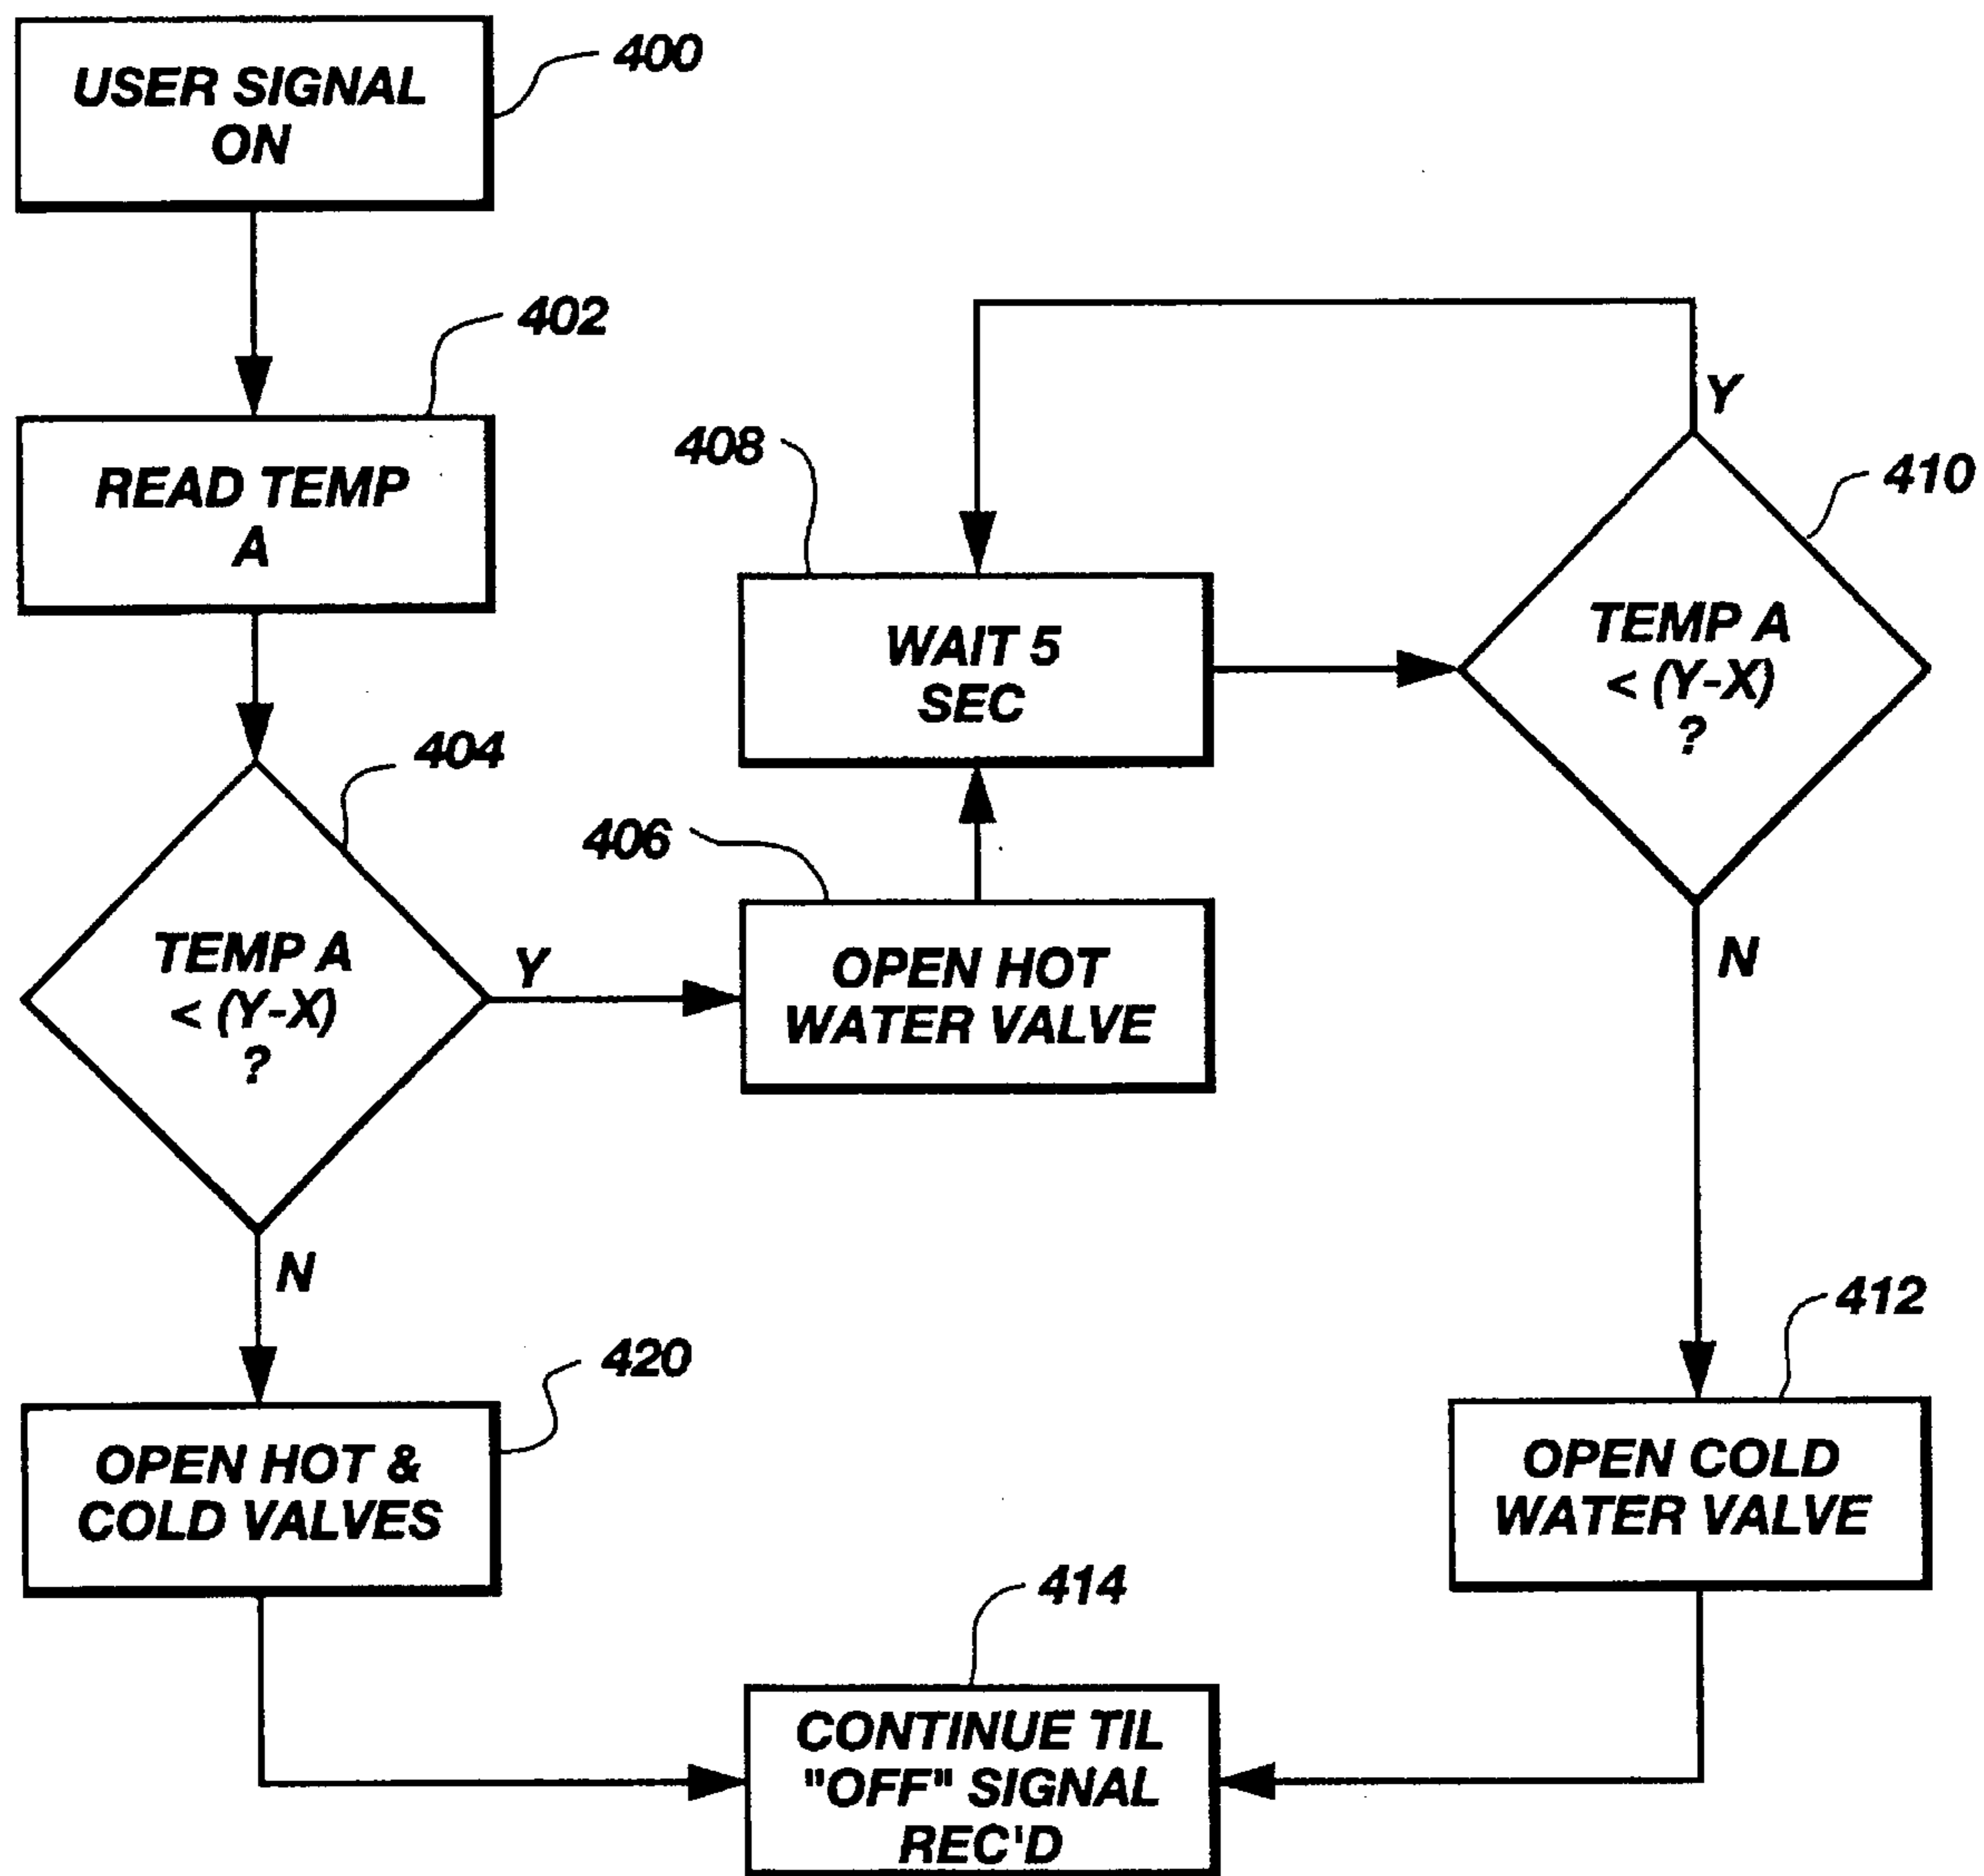 USER SIGNAL
ON
400
402
READ TEMP
A
404
TEMP A
< (Y-X)
?
Y
N
406
OPEN HOT
WATER VALVE
408
WAIT 5
SEC
410
TEMP A
< (Y-X)
?
Y
N
412
OPEN COLD
WATER VALVE
420
OPEN HOT &
COLD VALVES
414
CONTINUE TIL
"OFF" SIGNAL
REC'D